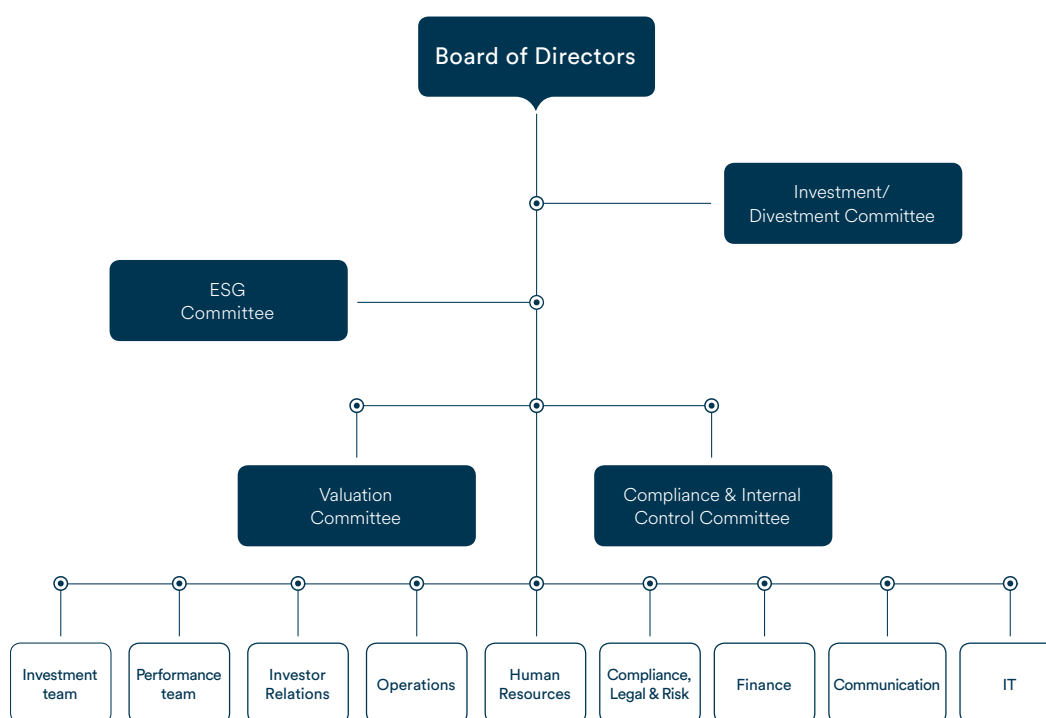 Board of Directors
Investment/
Divestment Committee
ESG
Committee
Valuation
Committee
Compliance & Internal
Control Committee
Investment
team
Performance
team
Investor
Relations
Operations
Human
Resources
Compliance,
Legal & Risk
Finance
Communication
IT